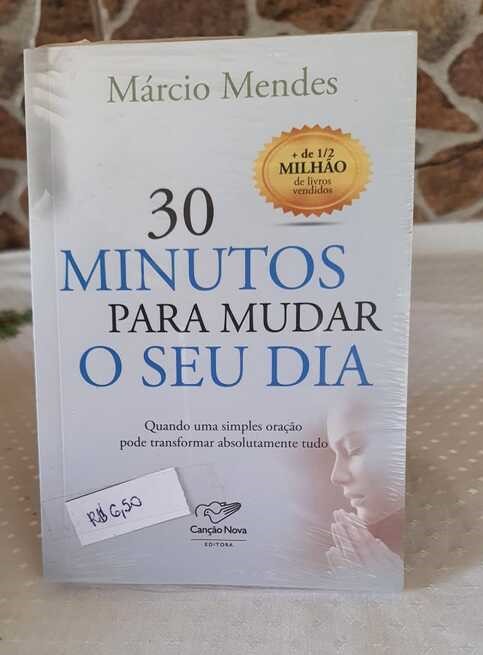 Márcio Mendes
+ de 1/2
MILHÃO
de livros
vendidos
30
MINUTOS
PARA MUDAR
O SEU DIA
Quando uma simples oração
pode transformar absolutamente tudo
R$ 6,50
Canção Nova
EDITORA